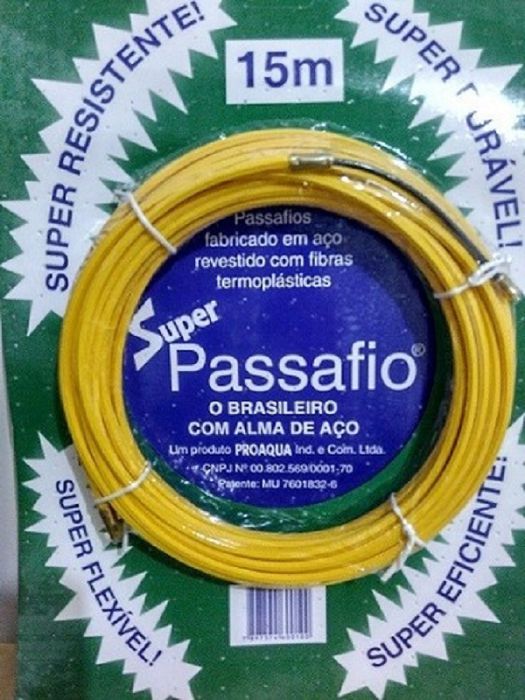 SUPER RESISTENTE!
15m
SUPER DURÁVEL!
Passafios
fabricado em aço
revestido com fibras
termoplásticas
Super
Passafio®
O BRASILEIRO
COM ALMA DE AÇO
Um produto PROAQUA Ind. e Com. Ltda.
CNPJ Nº 00.802.569/0001-70
Patente: MU 7601832-6
SUPER FLEXÍVEL!
SUPER EFICIENTE!